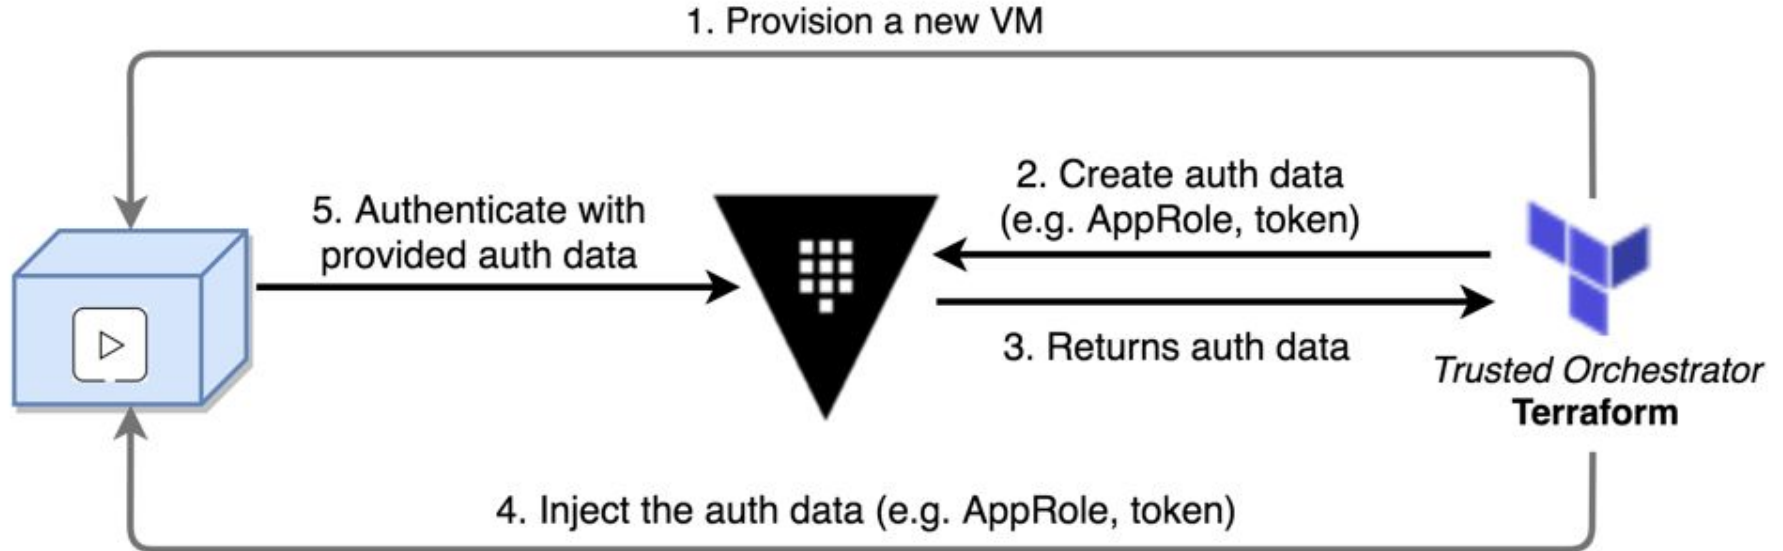 1. Provision a new VM
2. Create auth data
(e.g. AppRole, token)
5. Authenticate with
provided auth data
3. Returns auth data
Trusted Orchestrator
Terraform
4. Inject the auth data (e.g. AppRole, token)